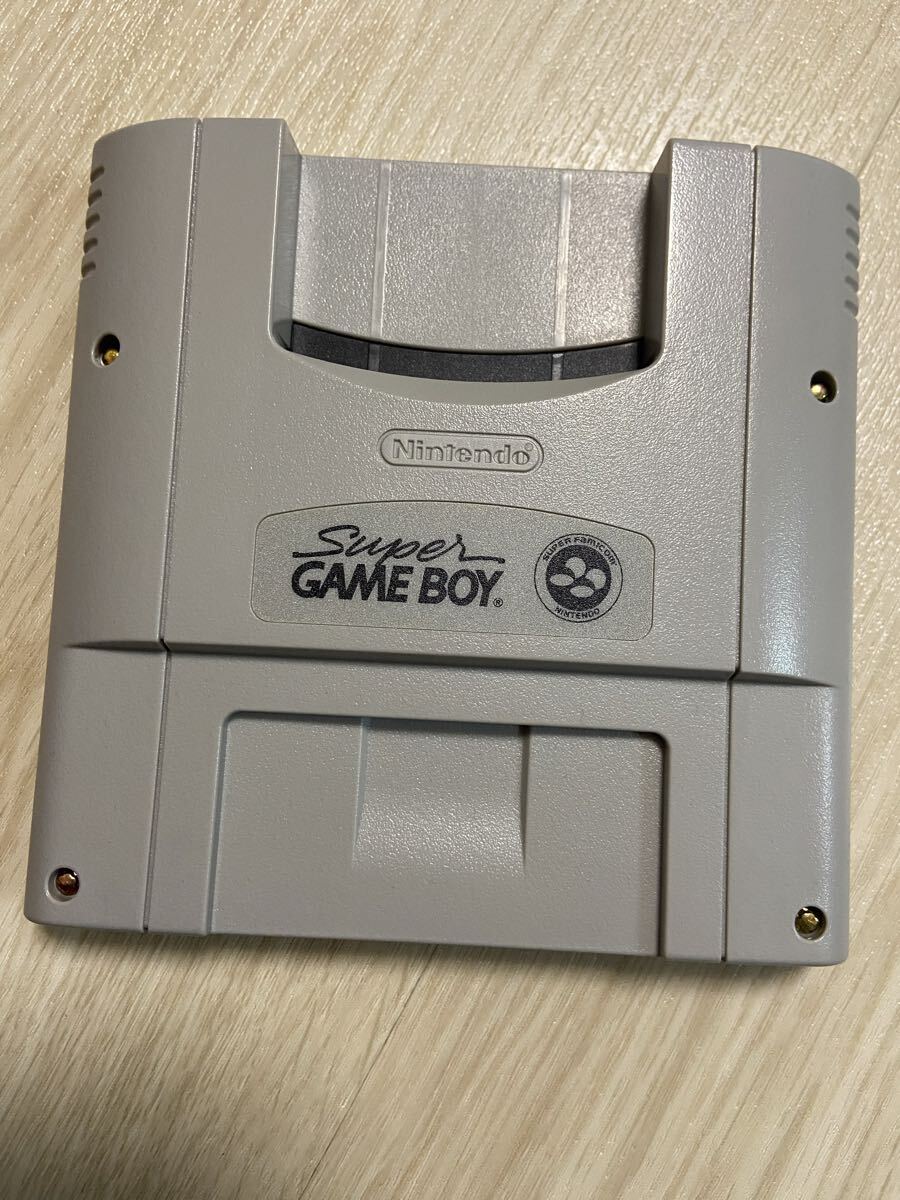 Nintendo®
Super
GAME BOY®
SUPER FAMICOM
NINTENDO